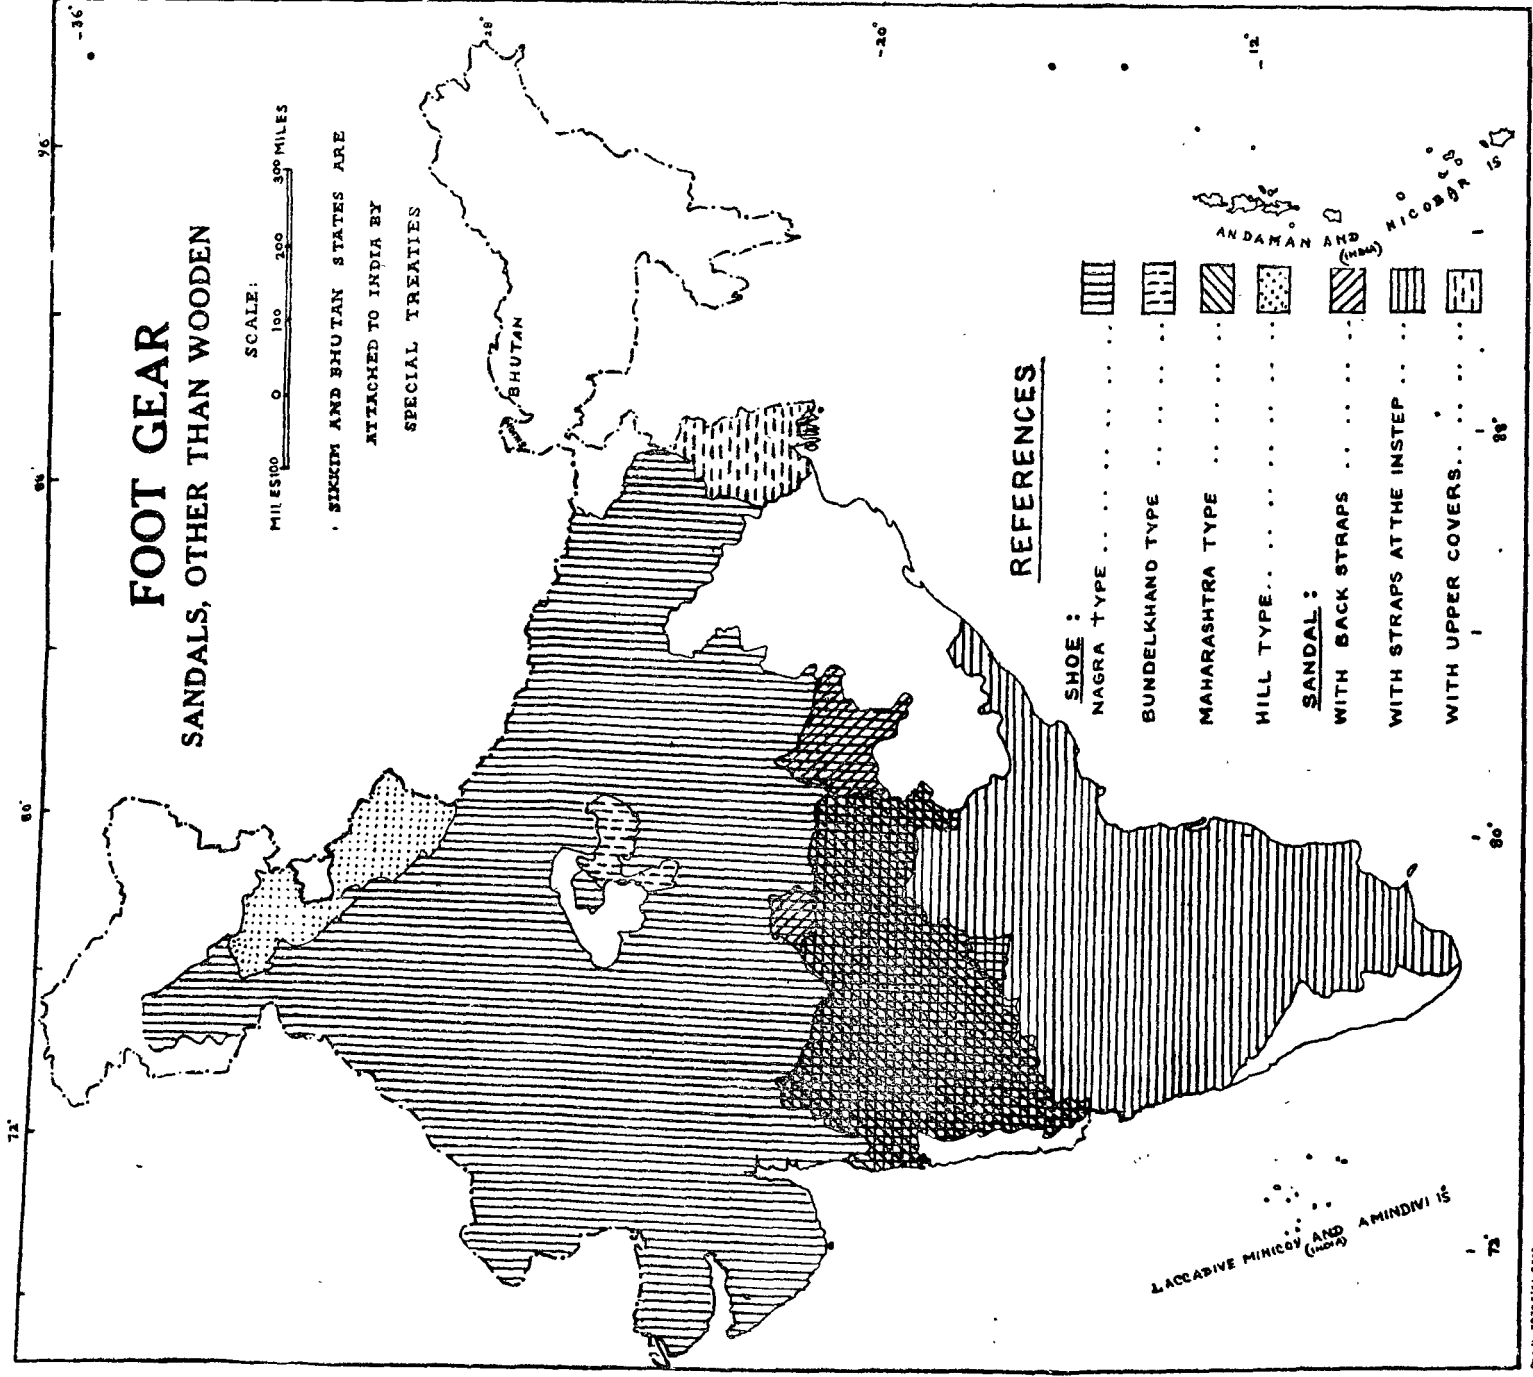 FOOT GEAR
SANDALS, OTHER THAN WOODEN
SCALE:
MILES 100 0 100 200 300 MILES
SIKKIM AND BHUTAN STATES ARE
ATTACHED TO INDIA BY
SPECIAL TREATIES
BHUTAN
REFERENCES
SHOE :
NAGRA TYPE
BUNDELKHAND TYPE
MAHARASHTRA TYPE
HILL TYPE
SANDAL :
WITH BACK STRAPS
WITH STRAPS AT THE INSTEP
WITH UPPER COVERS
ANDAMAN AND NICOBAR IS
(INDIA)
LACCADIVE MINICOY AND AMINDIVI IS
(INDIA)
72°
80°
96
36°
28°
20°
12°
72°
80°
88°